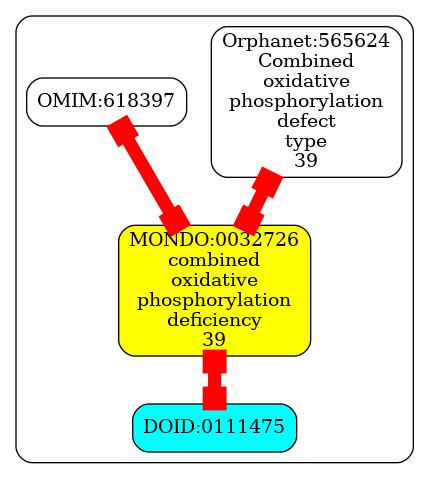 OMIM:618397
Orphanet:565624
Combined
oxidative
phosphorylation
defect
type
39
MONDO:0032726
combined
oxidative
phosphorylation
deficiency
39
DOID:0111475